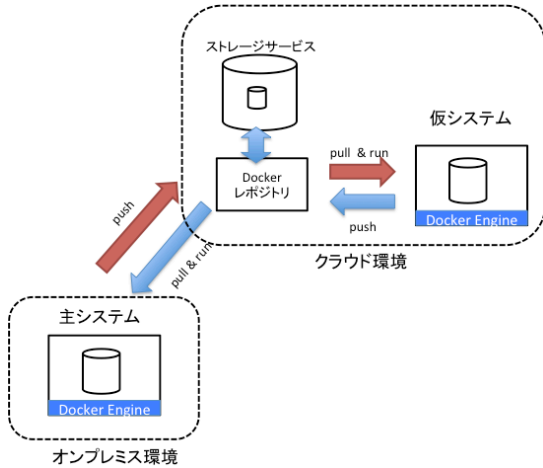 ストレージサービス
仮システム
Docker
レポジトリ
pull & run
push
Docker Engine
クラウド環境
push
pull & run
主システム
Docker Engine
オンプレミス環境